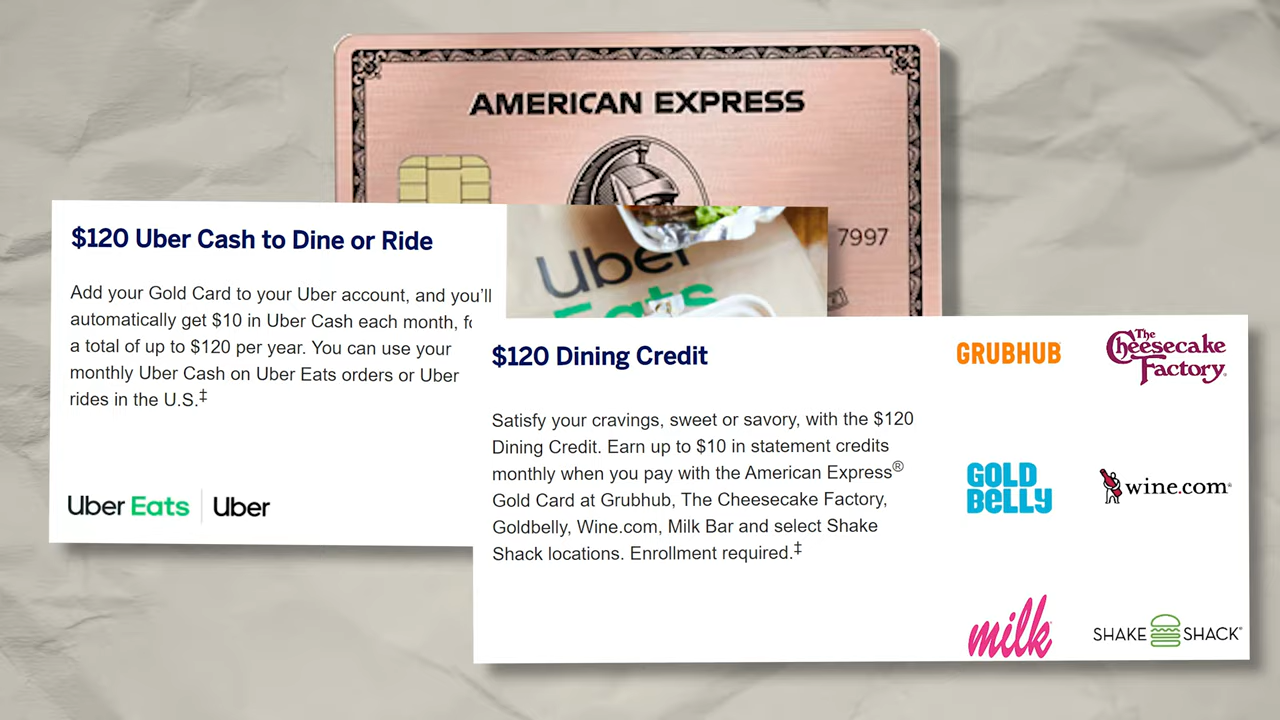 AMERICAN EXPRESS
7997
$120 Uber Cash to Dine or Ride
Add your Gold Card to your Uber account, and you'll
automatically get $10 in Uber Cash each month,
a total of up to $120 per year. You can use your
monthly Uber Cash on Uber Eats orders or Uber
rides in the U.S.‡
Uber Eats | Uber
Uber
Eats
$120 Dining Credit
Satisfy your cravings, sweet or savory, with the $120
Dining Credit. Earn up to $10 in statement credits
monthly when you pay with the American Express®
Gold Card at Grubhub, The Cheesecake Factory,
Goldbelly, Wine.com, Milk Bar and select Shake
Shack locations. Enrollment required.‡
GRUBHUB
The
Cheesecake
Factory®
GOLD
BELLY
wine.com®
milk
SHAKE SHACK®